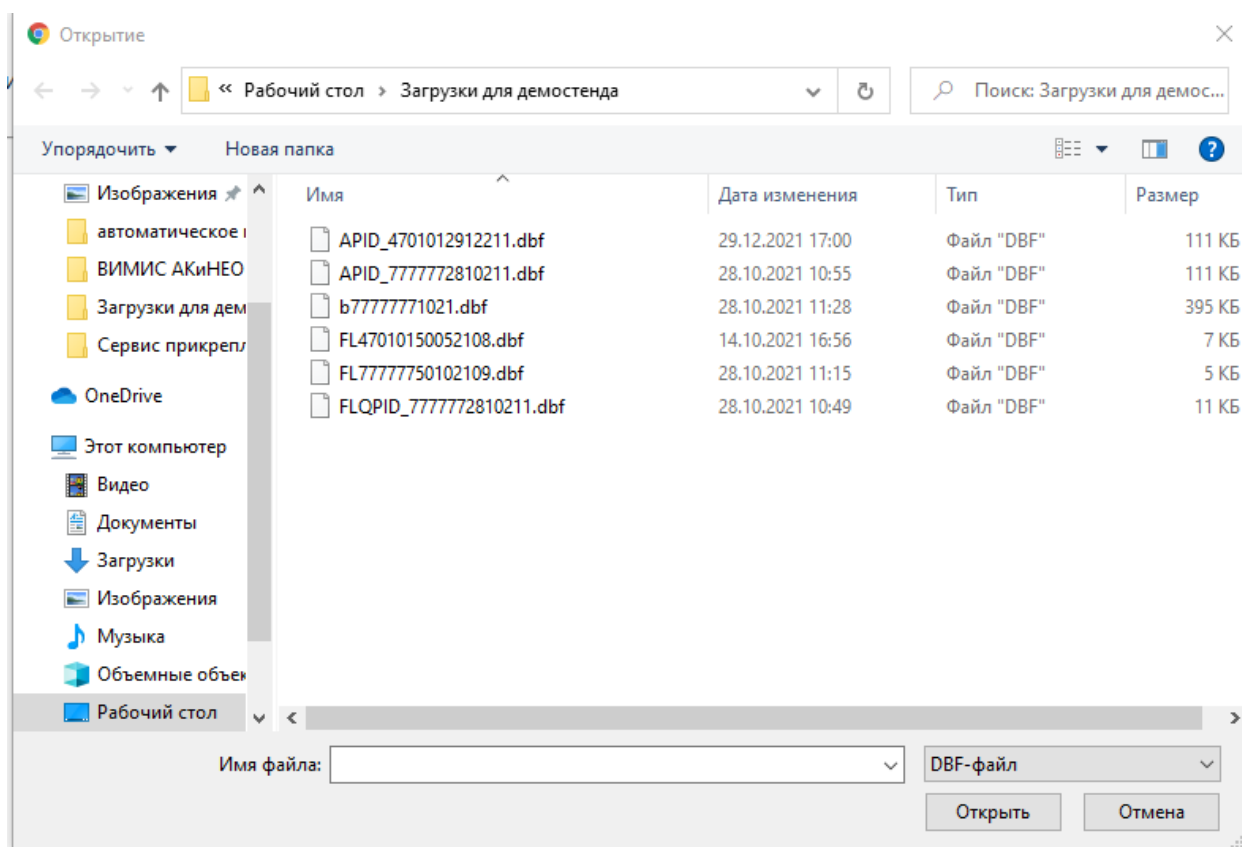 Открытие
« Рабочий стол › Загрузки для демостенда
Поиск: Загрузки для демос...
Упорядочить Новая папка
Имя Дата изменения Тип Размер
Изображения
автоматическое
ВИМИС АКиНЕО
Загрузки для дем
Сервис прикрепл
OneDrive
Этот компьютер
Видео
Документы
Загрузки
Изображения
Музыка
Объемные объек
Рабочий стол
APID_4701012912211.dbf 29.12.2021 17:00 Файл "DBF" 111 КБ
APID_7777772810211.dbf 28.10.2021 10:55 Файл "DBF" 111 КБ
b77777771021.dbf 28.10.2021 11:28 Файл "DBF" 395 КБ
FL47010150052108.dbf 14.10.2021 16:56 Файл "DBF" 7 КБ
FL77777750102109.dbf 28.10.2021 11:15 Файл "DBF" 5 КБ
FLQPID_7777772810211.dbf 28.10.2021 10:49 Файл "DBF" 11 КБ
Имя файла: DBF-файл
Открыть Отмена